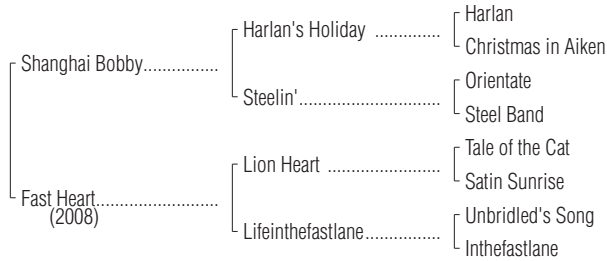 Harlan
Harlan's Holiday ..............
Christmas in Aiken
Shanghai Bobby................
Orientate
Steelin'..............................
Steel Band
Tale of the Cat
Lion Heart ........................
Satin Sunrise
Fast Heart..........................
(2008)
Unbridled's Song
Lifeinthefastlane................
Inthefastlane